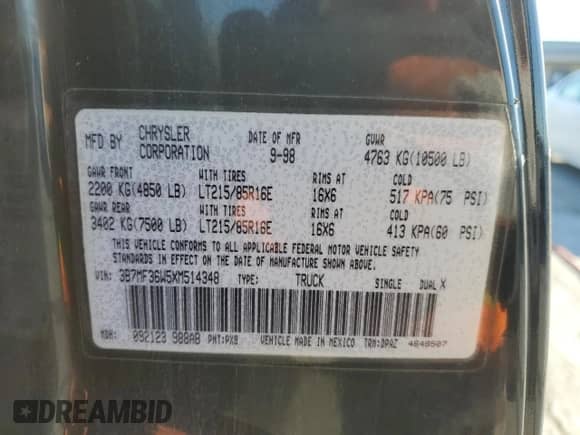 MFD BY CHRYSLER CORPORATION DATE OF MFR 9-98 GVWR 4763 KG(10500 LB)
GAWR FRONT WITH TIRES RIMS AT COLD
2200 KG(4850 LB) LT215/85R16E 16X6 517 KPA(75 PSI)
GAWR REAR WITH TIRES RIMS AT COLD
3402 KG(7500 LB) LT215/85R16E 16X6 413 KPA(60 PSI)
THIS VEHICLE CONFORMS TO ALL APPLICABLE FEDERAL MOTOR VEHICLE SAFETY
STANDARDS IN EFFECT ON THE DATE OF MANUFACTURE SHOWN ABOVE.
VIN: 3B7MF36W5XM514348 TYPE: TRUCK DUAL X
MDH: 092123 908AB PNT:PX8 VEHICLE MADE IN MEXICO TRM:DPAZ 4648507
DREAMBID